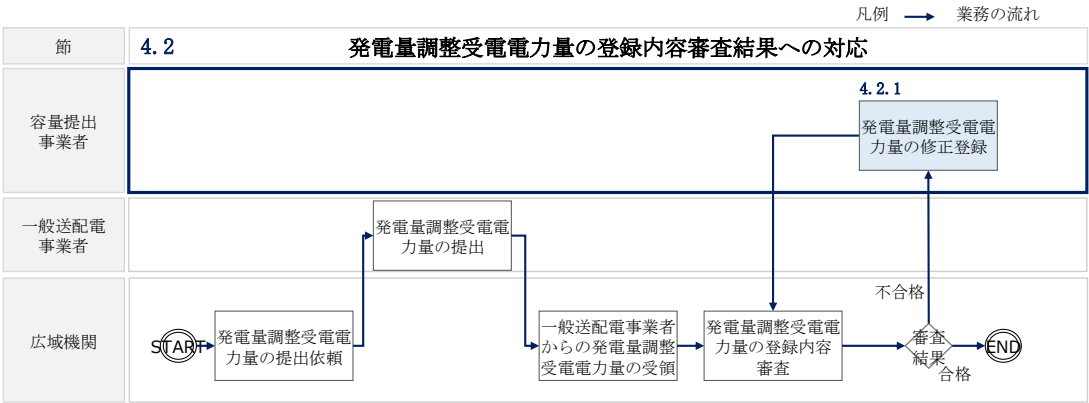 凡例 業務の流れ
節
4.2 発電量調整受電電力量の登録内容審査結果への対応
容量提出
事業者
4.2.1
発電量調整受電電
力量の修正登録
一般送配電
事業者
発電量調整受電電
力量の提出
広域機関
START
発電量調整受電電
力量の提出依頼
一般送配電事業者
からの発電量調整
受電電力量の受領
発電量調整受電電
力量の登録内容
審査
不合格
審査
結果
合格
END